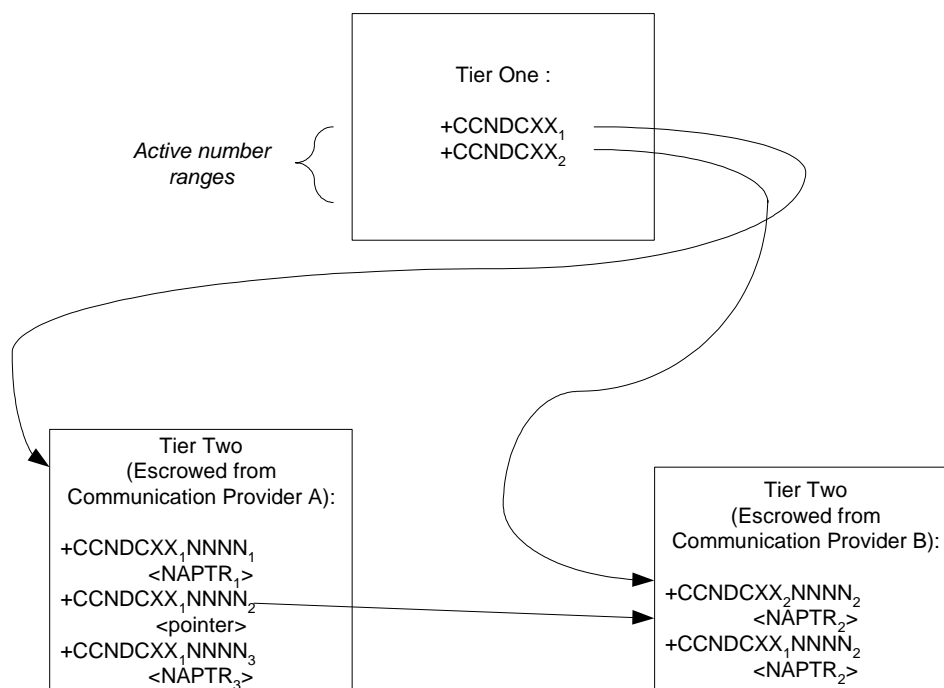 Tier One :
+CCNDCXX₁
+CCNDCXX₂
Active number
ranges
Tier Two
(Escrowed from
Communication Provider A):
+CCNDCXX₁NNNN₁
<NAPTR₁>
+CCNDCXX₁NNNN₂
<pointer>
+CCNDCXX₁NNNN₃
<NAPTR₃>
Tier Two
(Escrowed from
Communication Provider B):
+CCNDCXX₂NNNN₂
<NAPTR₂>
+CCNDCXX₁NNNN₂
<NAPTR₂>